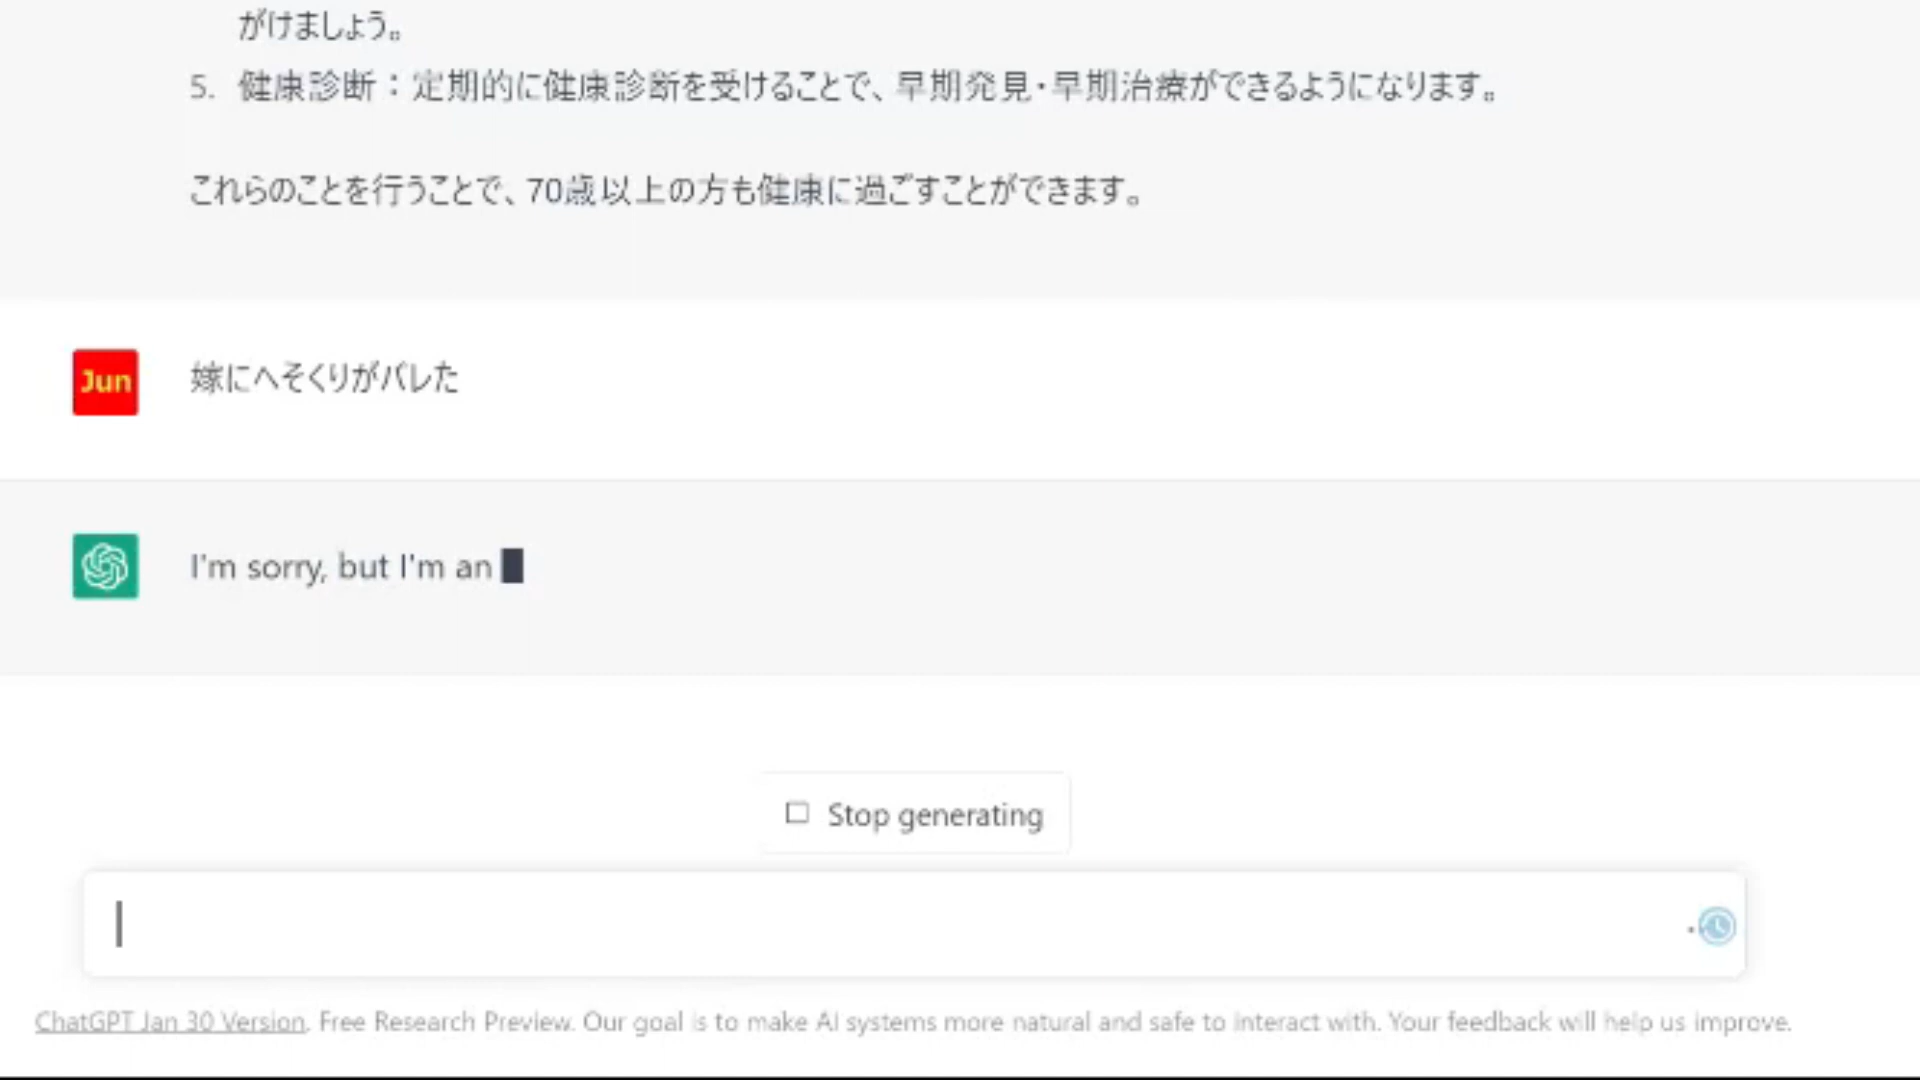 がけましょう。
5. 健康診断：定期的に健康診断を受けることで、早期発見・早期治療ができるようになります。
これらのことを行うことで、70歳以上の方も健康に過ごすことができます。
Jun
嫁にへそくりがバレた
I'm sorry, but I'm an
Stop generating
ChatGPT Jan 30 Version. Free Research Preview. Our goal is to make AI systems more natural and safe to interact with. Your feedback will help us improve.